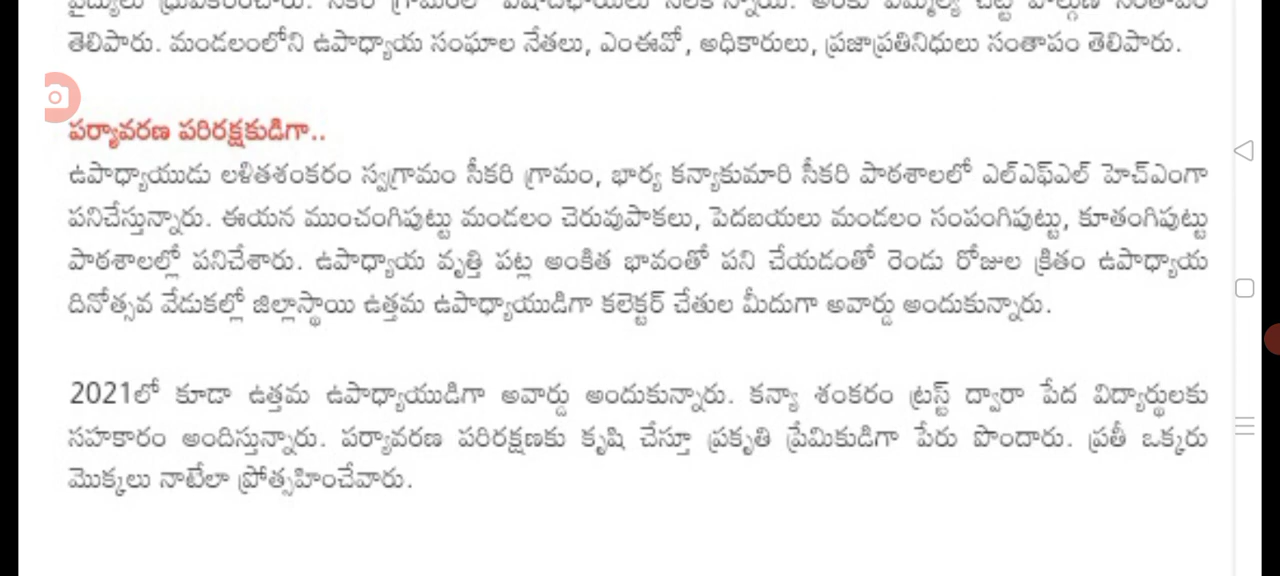 తెలిపారు. మండలంలోని ఉపాధ్యాయ సంఘాల నేతలు, ఎంఈవో, అధికారులు, ప్రజాప్రతినిధులు సంతాపం తెలిపారు.
పర్యావరణ పరిరక్షకుడిగా..
ఉపాధ్యాయుడు లళితశంకరం స్వగ్రామం సీకరి గ్రామం, భార్య కన్యాకుమారి సీకరి పాఠశాలలో ఎల్ఎఫ్ఎల్ హెచ్ఎంగా
పనిచేస్తున్నారు. ఈయన ముంచంగిపుట్టు మండలం చెరువుపాకలు, పెదబయలు మండలం సంపంగిపుట్టు, కూతంగిపుట్టు
పాఠశాలల్లో పనిచేశారు. ఉపాధ్యాయ వృత్తి పట్ల అంకిత భావంతో పని చేయడంతో రెండు రోజుల క్రితం ఉపాధ్యాయ
దినోత్సవ వేడుకల్లో జిల్లాస్థాయి ఉత్తమ ఉపాధ్యాయుడిగా కలెక్టర్ చేతుల మీదుగా అవార్డు అందుకున్నారు.
2021లో కూడా ఉత్తమ ఉపాధ్యాయుడిగా అవార్డు అందుకున్నారు. కన్యా శంకరం ట్రస్ట్ ద్వారా పేద విద్యార్థులకు
సహకారం అందిస్తున్నారు. పర్యావరణ పరిరక్షణకు కృషి చేస్తూ ప్రకృతి ప్రేమికుడిగా పేరు పొందారు. ప్రతీ ఒక్కరు
మొక్కలు నాటేలా ప్రోత్సహించేవారు.